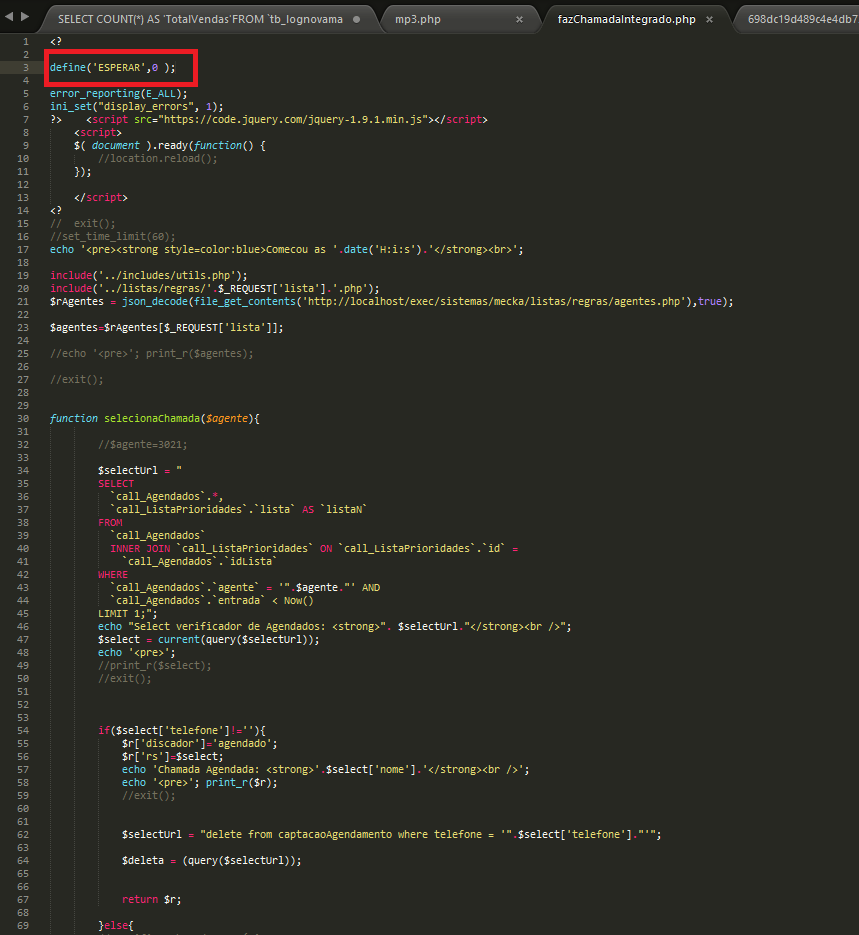 SELECT COUNT(*) AS 'TotalVendas'FROM `tb_lognovama
mp3.php ×
fazChamadaIntegrado.php ×
698dc19d489c4e4db7
1 <?
2
3 define('ESPERAR',0 );
4
5 error_reporting(E_ALL);
6 ini_set("display_errors", 1);
7 ?> <script src="https://code.jquery.com/jquery-1.9.1.min.js"></script>
8 <script>
9 $( document ).ready(function() {
10 //location.reload();
11 });
12
13 </script>
14 <?
15 // exit();
16 //set_time_limit(60);
17 echo '<pre><strong style=color:blue>Comecou as '.date('H:i:s').'</strong><br>';
18
19 include('../includes/utils.php');
20 include('../listas/regras/'.$_REQUEST['lista'].'.php');
21 $rAgentes = json_decode(file_get_contents('http://localhost/exec/sistemas/mecka/listas/regras/agentes.php'),true);
22
23 $agentes=$rAgentes[$_REQUEST['lista']];
24
25 //echo '<pre>'; print_r($agentes);
26
27 //exit();
28
29
30 function selecionaChamada($agente){
31
32 //$agente=3021;
33
34 $selectUrl = "
35 SELECT
36 `call_Agendados`.*,
37 `call_ListaPrioridades`.`lista` AS `listaN`
38 FROM
39 `call_Agendados`
40 INNER JOIN `call_ListaPrioridades` ON `call_ListaPrioridades`.`id` =
41 `call_Agendados`.`idLista`
42 WHERE
43 `call_Agendados`.`agente` = '".$agente."' AND
44 `call_Agendados`.`entrada` < Now()
45 LIMIT 1;";
46 echo "Select verificador de Agendados: <strong>". $selectUrl."</strong><br />";
47 $select = current(query($selectUrl));
48 echo '<pre>';
49 //print_r($select);
50 //exit();
51
52
53
54 if($select['telefone']!=''){
55 $r['discador']='agendado';
56 $r['rs']=$select;
57 echo 'Chamada Agendada: <strong>'.$select['nome'].'</strong><br />';
58 echo '<pre>'; print_r($r);
59 //exit();
60
61
62 $selectUrl = "delete from captacaoAgendamento where telefone = '".$select['telefone']."'";
63
64 $deleta = (query($selectUrl));
65
66
67 return $r;
68
69 }else{